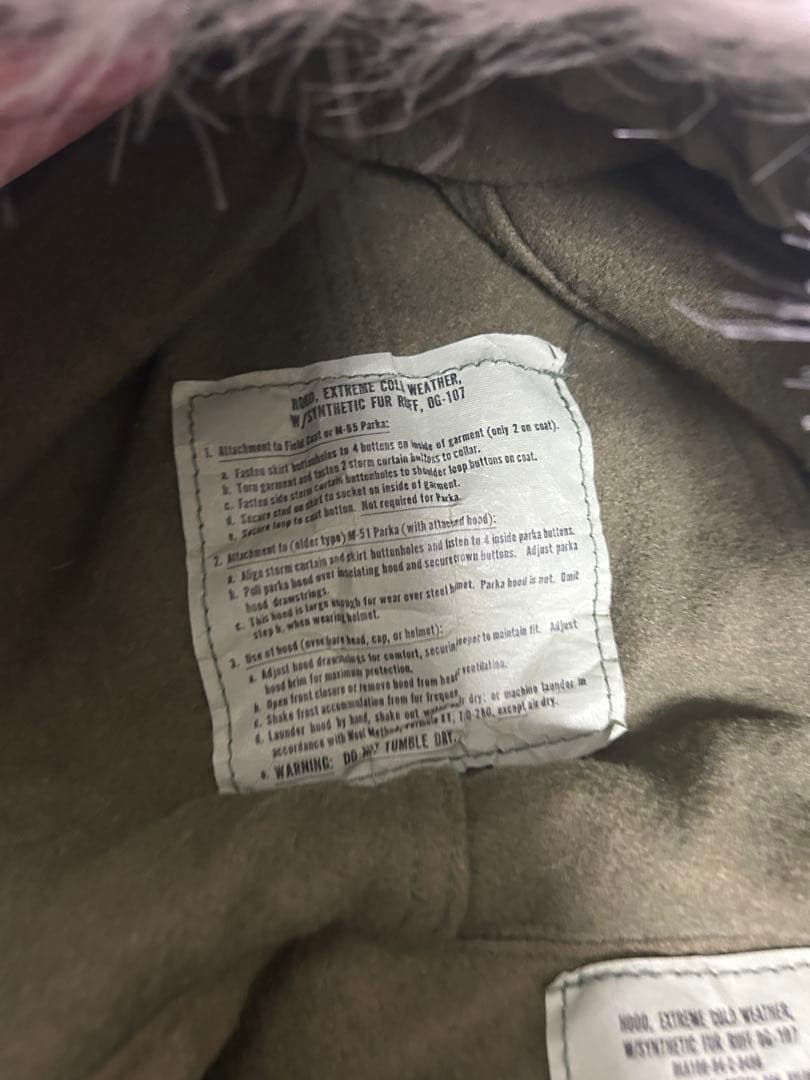 HOOD, EXTREME COLD WEATHER,
W/SYNTHETIC FUR RUFF, OG-107
1. Attachment to Field Coat or M-65 Parka:
a. Fasten skirt buttonholes to 4 buttons on inside of garment (only 2 on coat).
b. Turn garment and fasten 2 storm curtain buttons to collar.
c. Fasten side storm curtain buttonholes to shoulder loop buttons on coat.
d. Secure stud on skirt to socket on inside of garment.
e. Secure loop to coat button. Not required for Parka.
2. Attachment to (older type) M-51 Parka (with attached hood):
a. Align storm curtain and skirt buttonholes and fasten to 4 inside parka buttons.
b. Pull parka hood over insulating hood and secure crown buttons. Adjust parka
hood drawstrings.
c. This hood is large enough for wear over steel helmet. Parka hood is not. Omit
step b. when wearing helmet.
3. Use of hood (over bare head, cap, or helmet):
a. Adjust hood drawstrings for comfort, securing keeper to maintain fit. Adjust
hood brim for maximum protection.
b. Open front closure or remove hood from head ventilation.
c. Shake frost accumulation from fur
d. Launder hood by hand, shake out water dry; or machine launder in
accordance with Wool Method, Formula II, T.O-280, except air dry.
e. WARNING: DO NOT TUMBLE DRY.
HOOD, EXTREME COLD WEATHER,
W/SYNTHETIC FUR RUFF OG-107